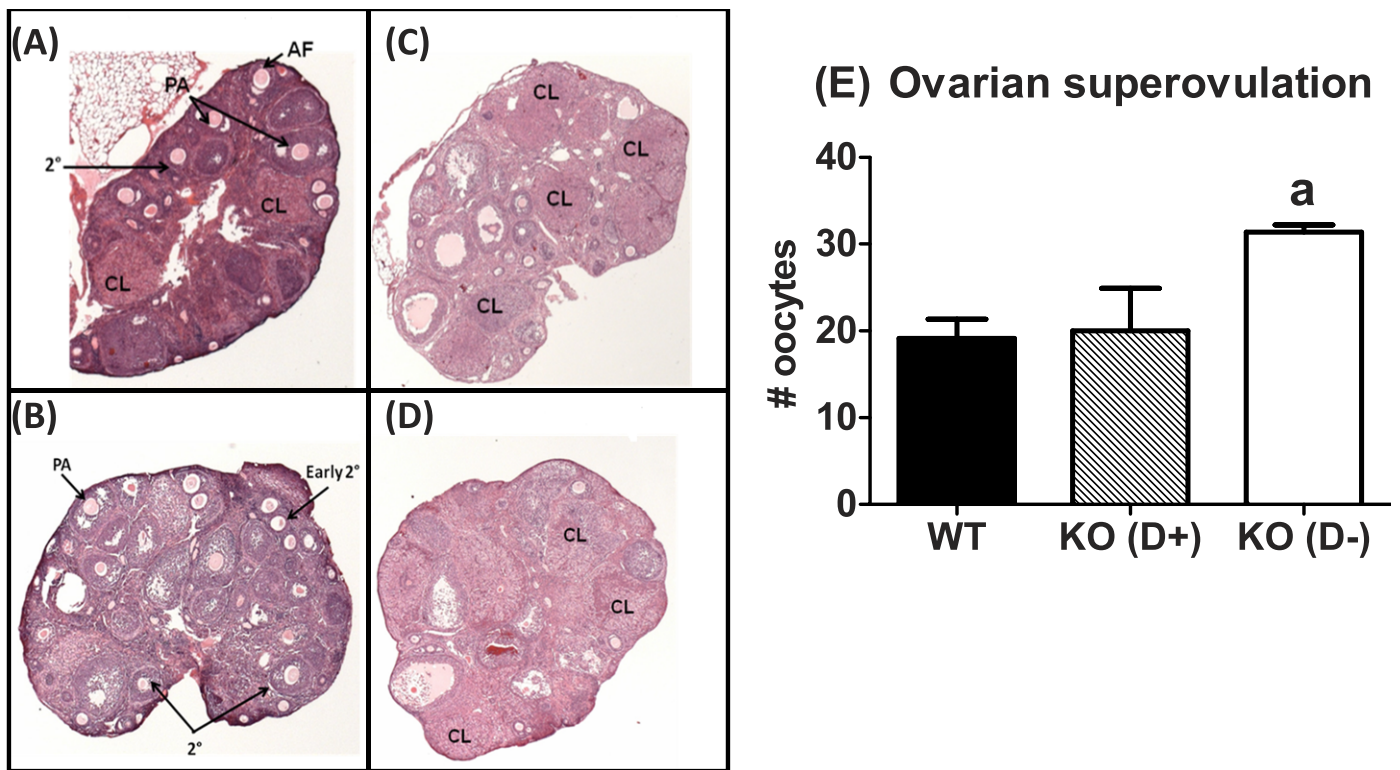 (A)
AF
PA
2°
CL
CL
(B)
PA
Early 2°
2°
(C)
CL
CL
CL
CL
(D)
CL
CL
CL
(E) Ovarian superovulation
# oocytes
40
30
20
10
0
a
WT KO (D+) KO (D-)